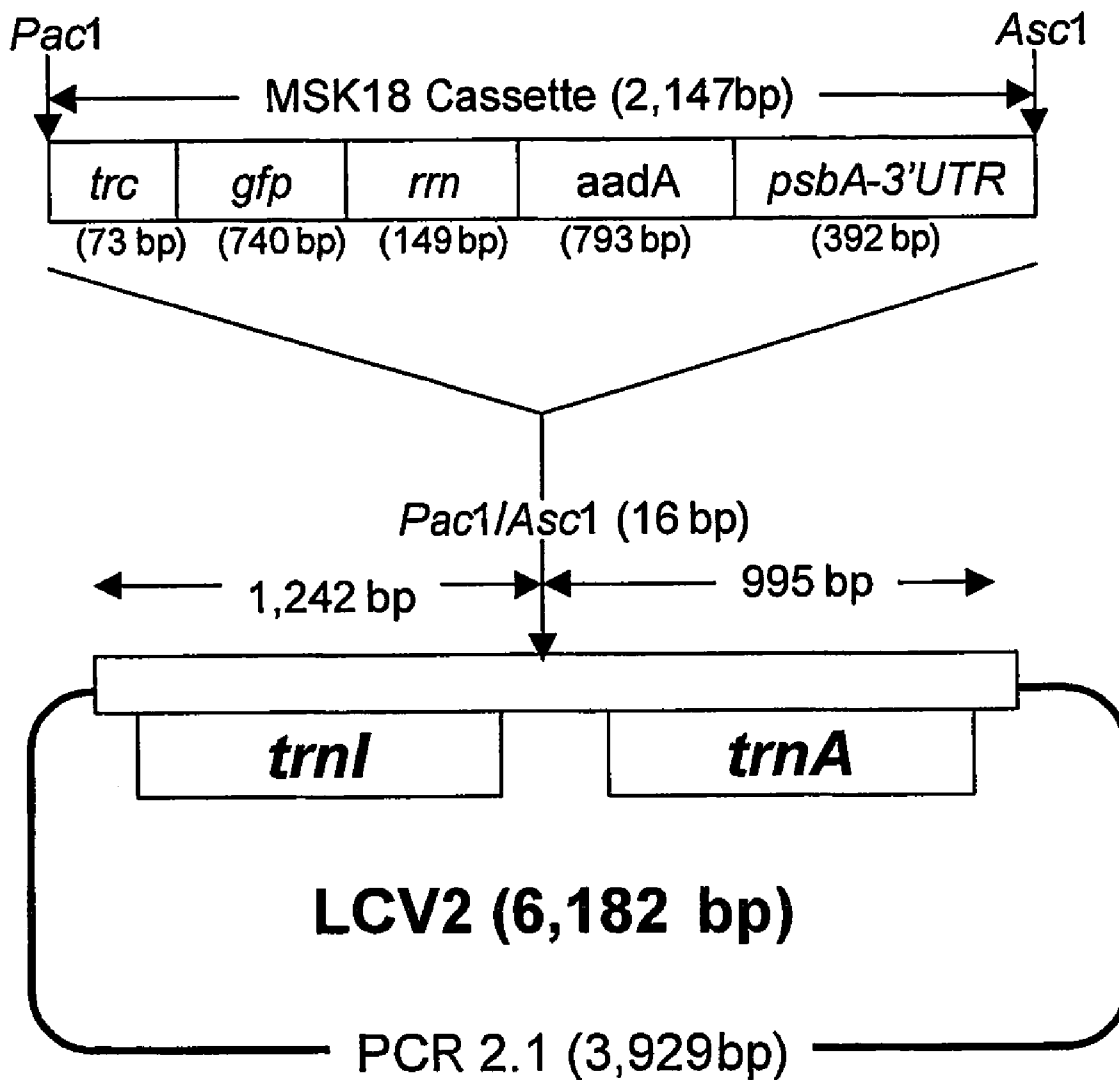 Pac1
Asc1
MSK18 Cassette (2,147bp)
trc gfp rrn aadA psbA-3'UTR
(73 bp) (740 bp) (149 bp) (793 bp) (392 bp)
Pac1/Asc1 (16 bp)
1,242 bp
995 bp
trnI
trnA
LCV2 (6,182 bp)
PCR 2.1 (3,929bp)